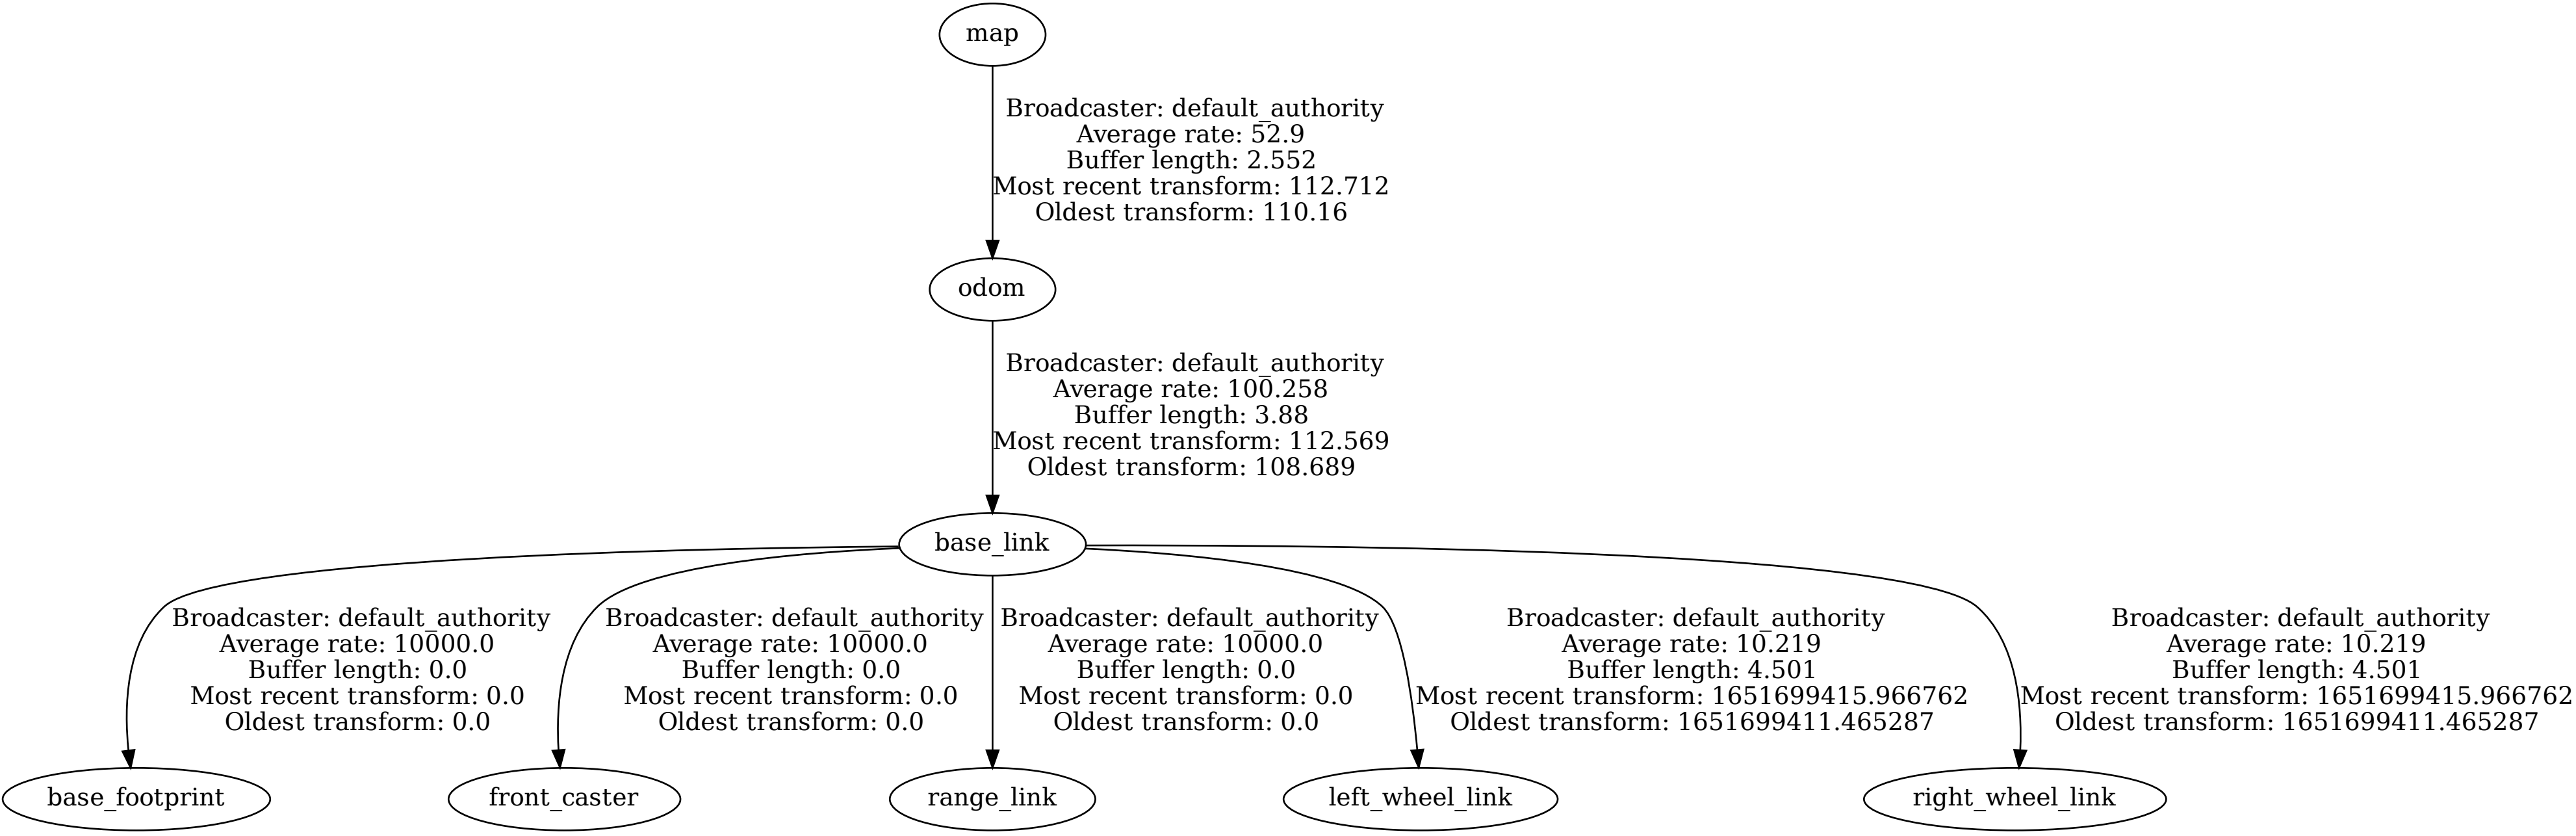 map
Broadcaster: default_authority
Average rate: 52.9
Buffer length: 2.552
Most recent transform: 112.712
Oldest transform: 110.16
odom
Broadcaster: default_authority
Average rate: 100.258
Buffer length: 3.88
Most recent transform: 112.569
Oldest transform: 108.689
base_link
Broadcaster: default_authority
Average rate: 10000.0
Buffer length: 0.0
Most recent transform: 0.0
Oldest transform: 0.0
Broadcaster: default_authority
Average rate: 10000.0
Buffer length: 0.0
Most recent transform: 0.0
Oldest transform: 0.0
Broadcaster: default_authority
Average rate: 10000.0
Buffer length: 0.0
Most recent transform: 0.0
Oldest transform: 0.0
Broadcaster: default_authority
Average rate: 10.219
Buffer length: 4.501
Most recent transform: 1651699415.966762
Oldest transform: 1651699411.465287
Broadcaster: default_authority
Average rate: 10.219
Buffer length: 4.501
Most recent transform: 1651699415.966762
Oldest transform: 1651699411.465287
base_footprint
front_caster
range_link
left_wheel_link
right_wheel_link